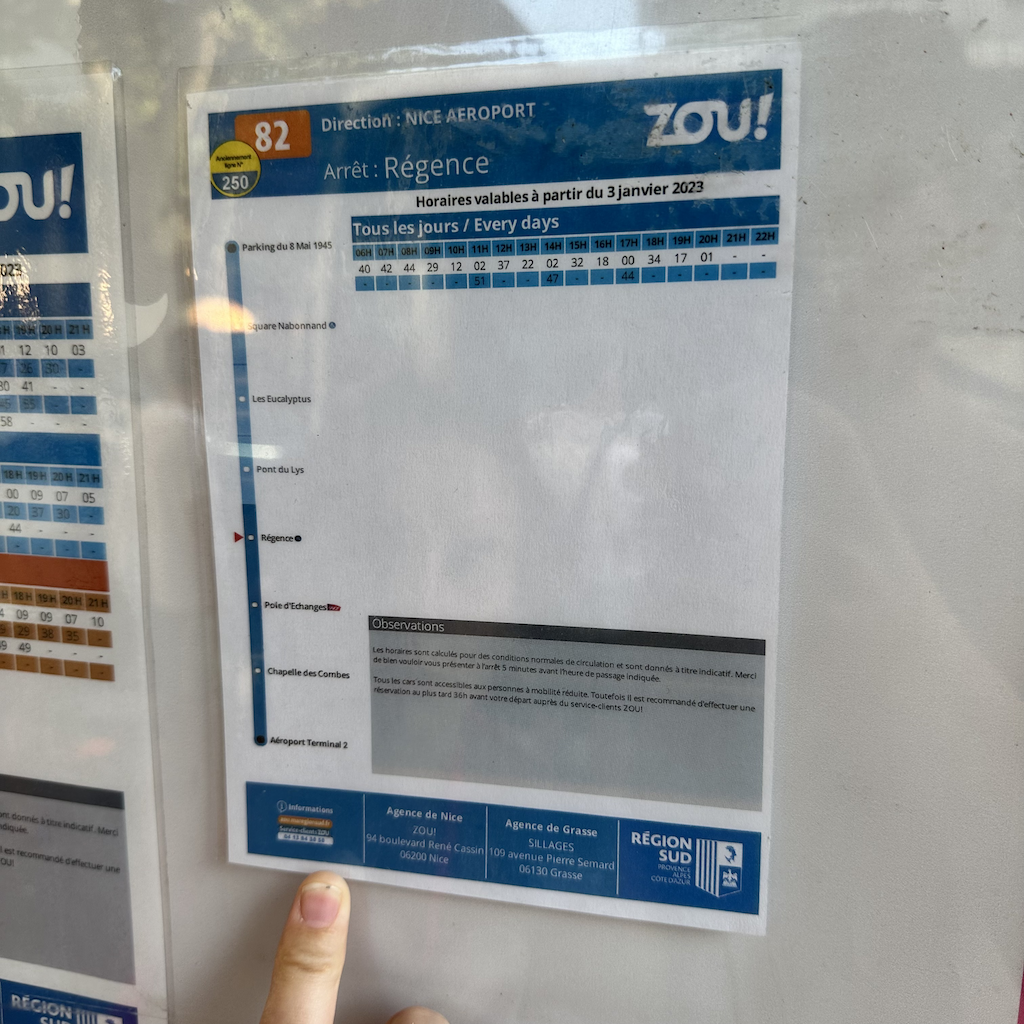 82
Direction : NICE AEROPORT
ZOU!
Anciennement
ligne N°
250
Arrêt : Régence
Horaires valables à partir du 3 janvier 2023
Tous les jours / Every days
06H 07H 08H 09H 10H 11H 12H 13H 14H 15H 16H 17H 18H 19H 20H 21H 22H
40 42 44 29 12 02 37 22 02 32 18 00 34 17 01 - -
- - - - - 51 - - 47 - - 44 - - - - -
Parking du 8 Mai 1945
Square Nabonnand
Les Eucalyptus
Pont du Lys
Régence
Pole d'Echanges
Chapelle des Combes
Aéroport Terminal 2
Observations
Les horaires sont calculés pour des conditions normales de circulation et sont donnés à titre indicatif. Merci
de bien vouloir vous présenter à l'arrêt 5 minutes avant l'heure de passage indiquée.
Tous les cars sont accessibles aux personnes à mobilité réduite. Toutefois il est recommandé d'effectuer une
réservation au plus tard 36h avant votre départ auprès du service-clients ZOU!
Informations
Services-clients ZOU
Agence de Nice
ZOU!
94 boulevard René Cassin
06200 Nice
Agence de Grasse
SILLAGES
109 avenue Pierre Semard
06130 Grasse
RÉGION
SUD
PROVENCE
ALPES
CÔTE D'AZUR
OU!
2023
H 19H 20H 21H
12 10 03
26 30 -
30 41 - -
55 - -
58 - - -
18H 19H 20H 21H
00 09 07 05
20 37 30 -
44 - - -
- - - -
H 18H 19H 20H 21H
09 09 07 10
25 38 35 -
49 - - -
- - - -
ont donnés à titre indicatif. Merci
ndiquée.
il est recommandé d'effectuer une
ZOU!
RÉGION
SUD